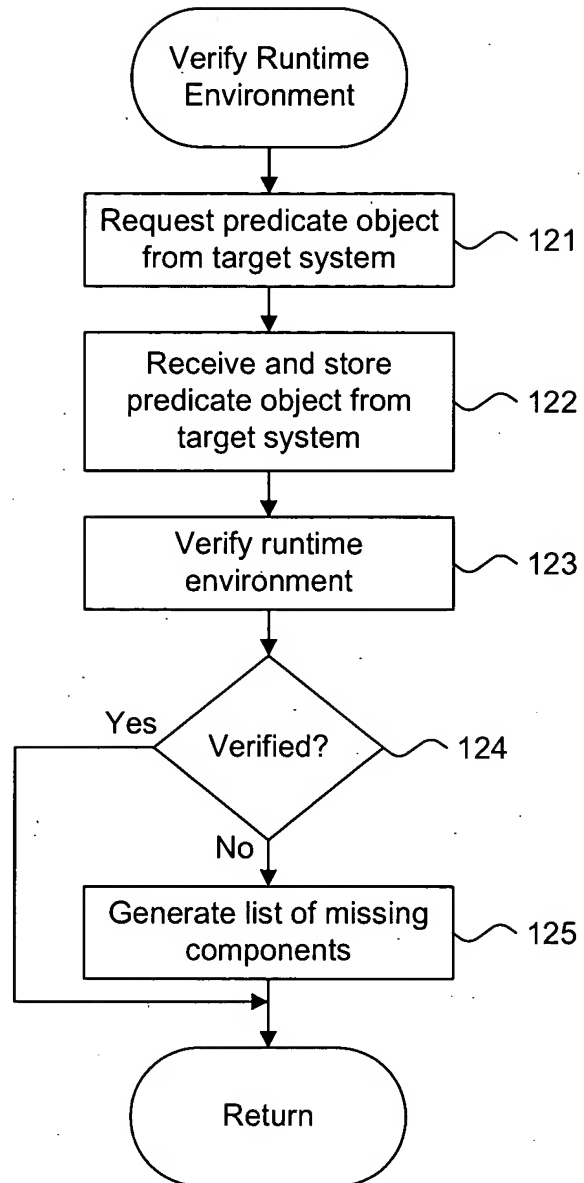 Verify Runtime
Environment
Request predicate object
from target system
121
Receive and store
predicate object from
target system
122
Verify runtime
environment
123
Yes
Verified?
124
No
Generate list of missing
components
125
Return